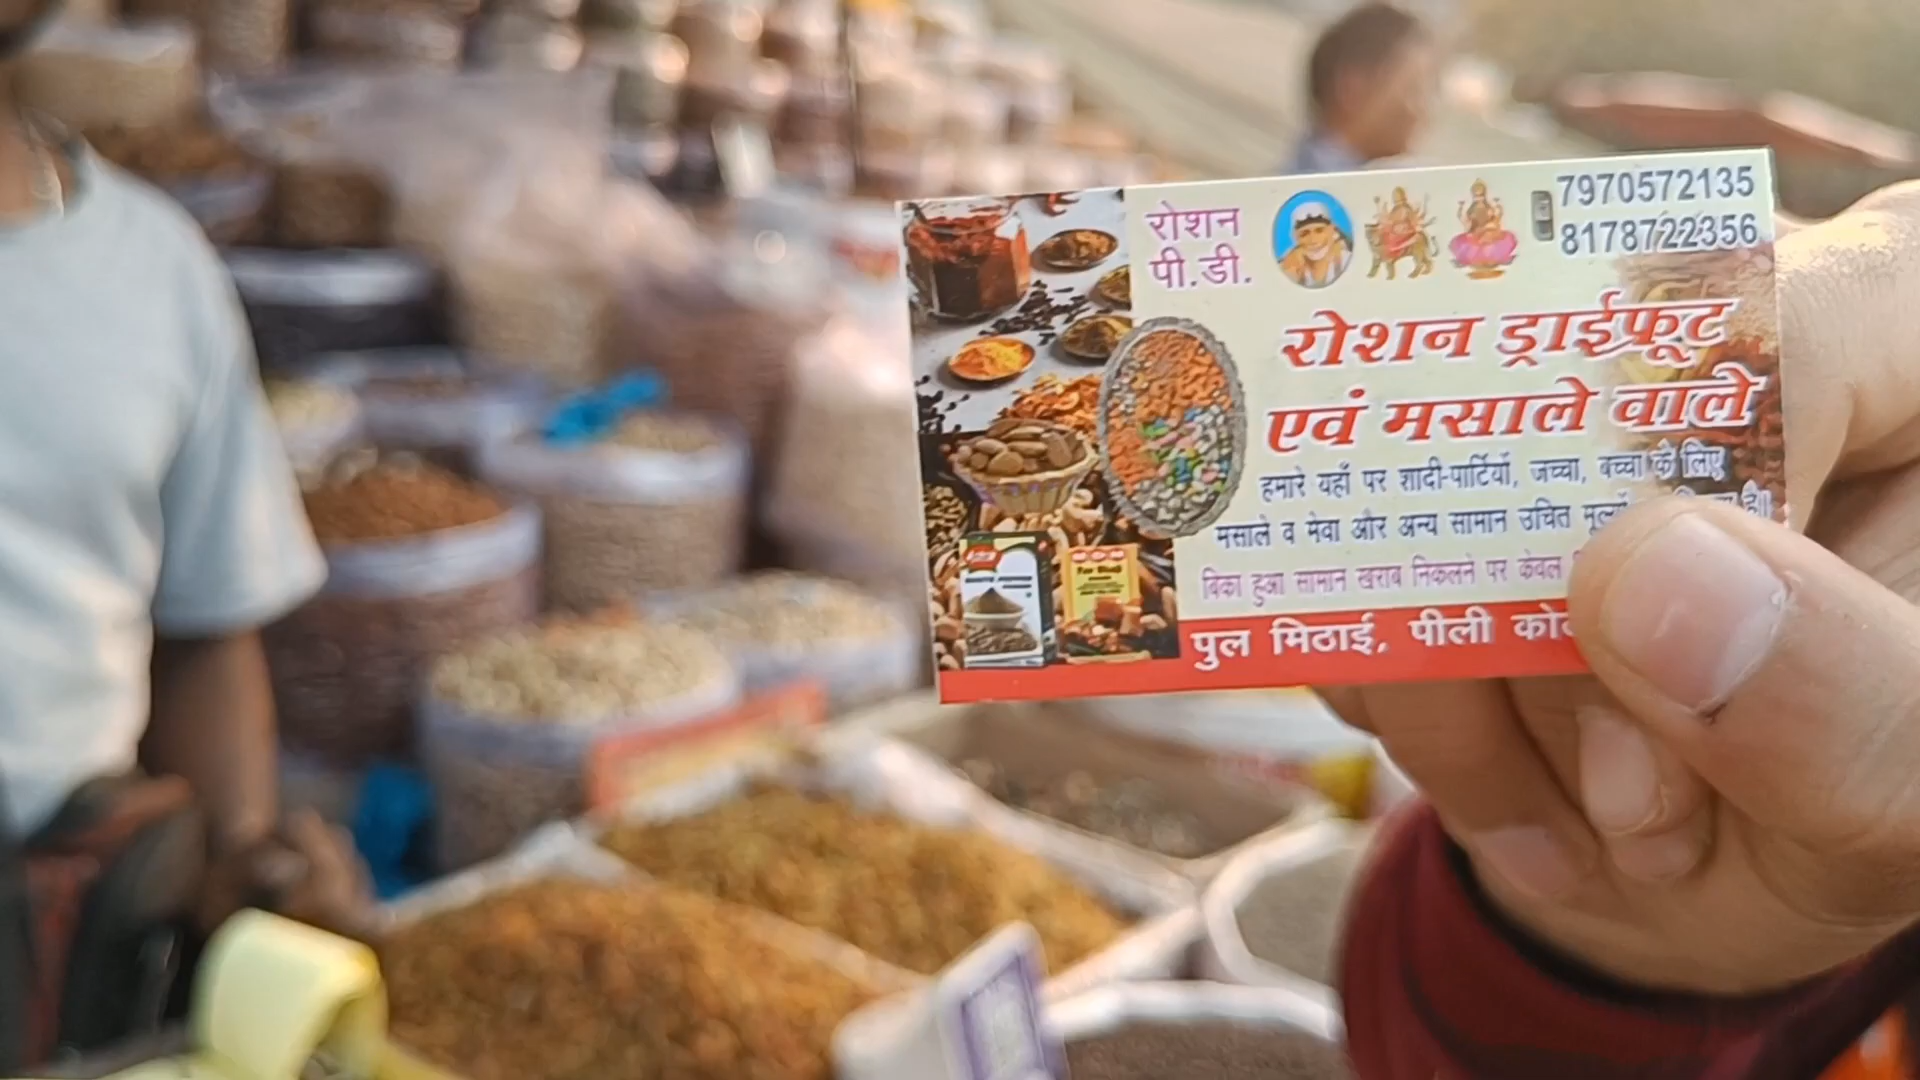 रोशन
पी.डी.
7970572135
8178722356
रोशन ड्राईफ्रूट
एवं मसाले वाले
हमारे यहाँ पर शादी-पार्टियों, जच्चा, बच्चा के लिए
मसाले व मेवा और अन्य सामान उचित है।
बिका हुआ सामान खराब निकलने पर केवल
पुल मिठाई, पीली